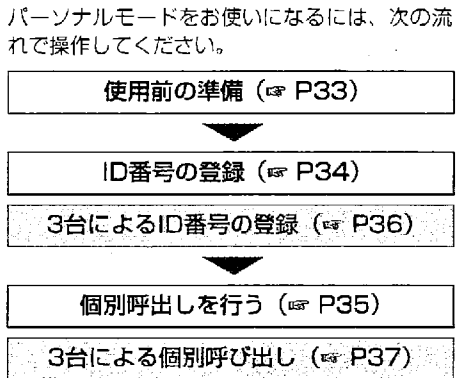 パーソナルモードをお使いになるには、次の流
れで操作してください。
使用前の準備（☞ P33）
ID番号の登録（☞ P34）
3台によるID番号の登録（☞ P36）
個別呼出しを行う（☞ P35）
3台による個別呼び出し（☞ P37）